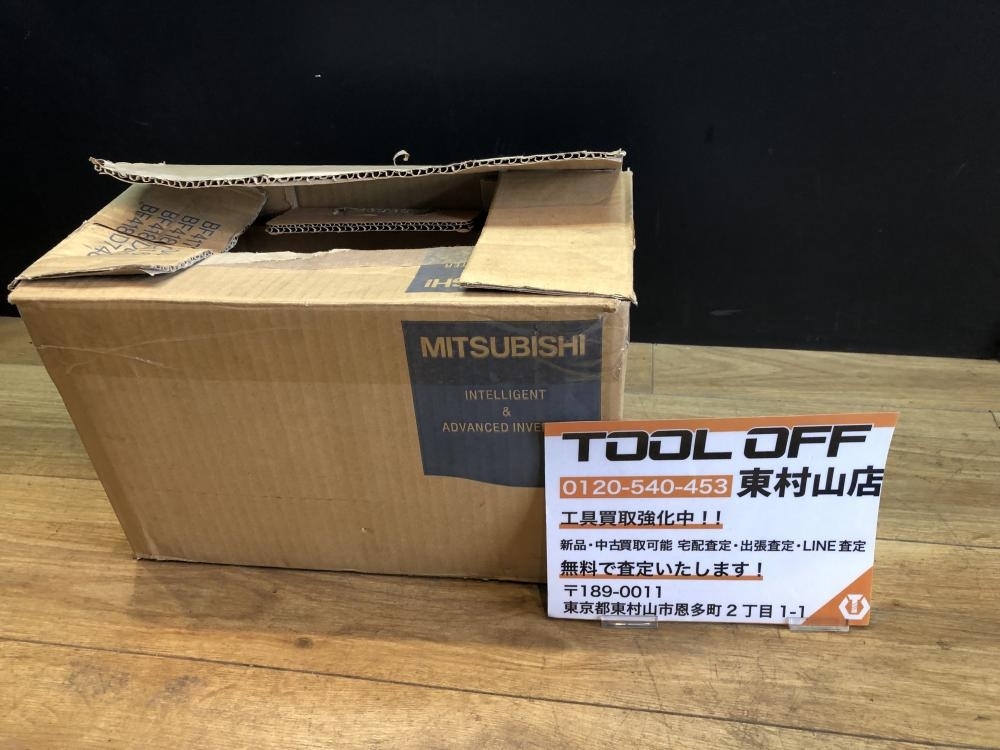 MITSUBISHI
INTELLIGENT
&
ADVANCED
TOOL OFF
0120-540-453 東村山店
工具買取強化中！！
新品・中古買取可能 宅配査定・出張査定・LINE査定
無料で査定いたします！
〒189-0011
東京都東村山市恩多町2丁目1-1